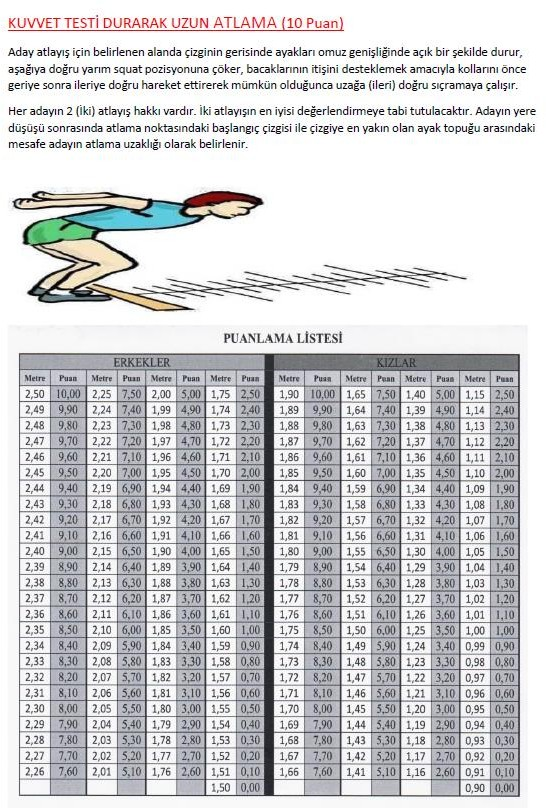 KUVVET TESTİ DURARAK UZUN ATLAMA (10 Puan)
Aday atlayış için belirlenen alanda çizginin gerisinde ayakları omuz genişliğinde açık bir şekilde durur,
aşağıya doğru yarım squat pozisyonuna çöker, bacaklarının itişini desteklemek amacıyla kollarını önce
geriye sonra ileriye doğru hareket ettirerek mümkün olduğunca uzağa (ileri) doğru sıçramaya çalışır.
Her adayın 2 (İki) atlayış hakkı vardır. İki atlayışın en iyisi değerlendirmeye tabi tutulacaktır. Adayın yere
düşüşü sonrasında atlama noktasındaki başlangıç çizgisi ile çizgiye en yakın olan ayak topuğu arasındaki
mesafe adayın atlama uzaklığı olarak belirlenir.
PUANLAMA LİSTESİ
ERKEKLER KIZLAR
Metre Puan Metre Puan Metre Puan Metre Puan Metre Puan Metre Puan Metre Puan Metre Puan
2,50 10,00 2,25 7,50 2,00 5,00 1,75 2,50 1,90 10,00 1,65 7,50 1,40 5,00 1,15 2,50
2,49 9,90 2,24 7,40 1,99 4,90 1,74 2,40 1,89 9,90 1,64 7,40 1,39 4,90 1,14 2,40
2,48 9,80 2,23 7,30 1,98 4,80 1,73 2,30 1,88 9,80 1,63 7,30 1,38 4,80 1,13 2,30
2,47 9,70 2,22 7,20 1,97 4,70 1,72 2,20 1,87 9,70 1,62 7,20 1,37 4,70 1,12 2,20
2,46 9,60 2,21 7,10 1,96 4,60 1,71 2,10 1,86 9,60 1,61 7,10 1,36 4,60 1,11 2,10
2,45 9,50 2,20 7,00 1,95 4,50 1,70 2,00 1,85 9,50 1,60 7,00 1,35 4,50 1,10 2,00
2,44 9,40 2,19 6,90 1,94 4,40 1,69 1,90 1,84 9,40 1,59 6,90 1,34 4,40 1,09 1,90
2,43 9,30 2,18 6,80 1,93 4,30 1,68 1,80 1,83 9,30 1,58 6,80 1,33 4,30 1,08 1,80
2,42 9,20 2,17 6,70 1,92 4,20 1,67 1,70 1,82 9,20 1,57 6,70 1,32 4,20 1,07 1,70
2,41 9,10 2,16 6,60 1,91 4,10 1,66 1,60 1,81 9,10 1,56 6,60 1,31 4,10 1,06 1,60
2,40 9,00 2,15 6,50 1,90 4,00 1,65 1,50 1,80 9,00 1,55 6,50 1,30 4,00 1,05 1,50
2,39 8,90 2,14 6,40 1,89 3,90 1,64 1,40 1,79 8,90 1,54 6,40 1,29 3,90 1,04 1,40
2,38 8,80 2,13 6,30 1,88 3,80 1,63 1,30 1,78 8,80 1,53 6,30 1,28 3,80 1,03 1,30
2,37 8,70 2,12 6,20 1,87 3,70 1,62 1,20 1,77 8,70 1,52 6,20 1,27 3,70 1,02 1,20
2,36 8,60 2,11 6,10 1,86 3,60 1,61 1,10 1,76 8,60 1,51 6,10 1,26 3,60 1,01 1,10
2,35 8,50 2,10 6,00 1,85 3,50 1,60 1,00 1,75 8,50 1,50 6,00 1,25 3,50 1,00 1,00
2,34 8,40 2,09 5,90 1,84 3,40 1,59 0,90 1,74 8,40 1,49 5,90 1,24 3,40 0,99 0,90
2,33 8,30 2,08 5,80 1,83 3,30 1,58 0,80 1,73 8,30 1,48 5,80 1,23 3,30 0,98 0,80
2,32 8,20 2,07 5,70 1,82 3,20 1,57 0,70 1,72 8,20 1,47 5,70 1,22 3,20 0,97 0,70
2,31 8,10 2,06 5,60 1,81 3,10 1,56 0,60 1,71 8,10 1,46 5,60 1,21 3,10 0,96 0,60
2,30 8,00 2,05 5,50 1,80 3,00 1,55 0,50 1,70 8,00 1,45 5,50 1,20 3,00 0,95 0,50
2,29 7,90 2,04 5,40 1,79 2,90 1,54 0,40 1,69 7,90 1,44 5,40 1,19 2,90 0,94 0,40
2,28 7,80 2,03 5,30 1,78 2,80 1,53 0,30 1,68 7,80 1,43 5,30 1,18 2,80 0,93 0,30
2,27 7,70 2,02 5,20 1,77 2,70 1,52 0,20 1,67 7,70 1,42 5,20 1,17 2,70 0,92 0,20
2,26 7,60 2,01 5,10 1,76 2,60 1,51 0,10 1,66 7,60 1,41 5,10 1,16 2,60 0,91 0,10
1,50 0,00 0,90 0,00